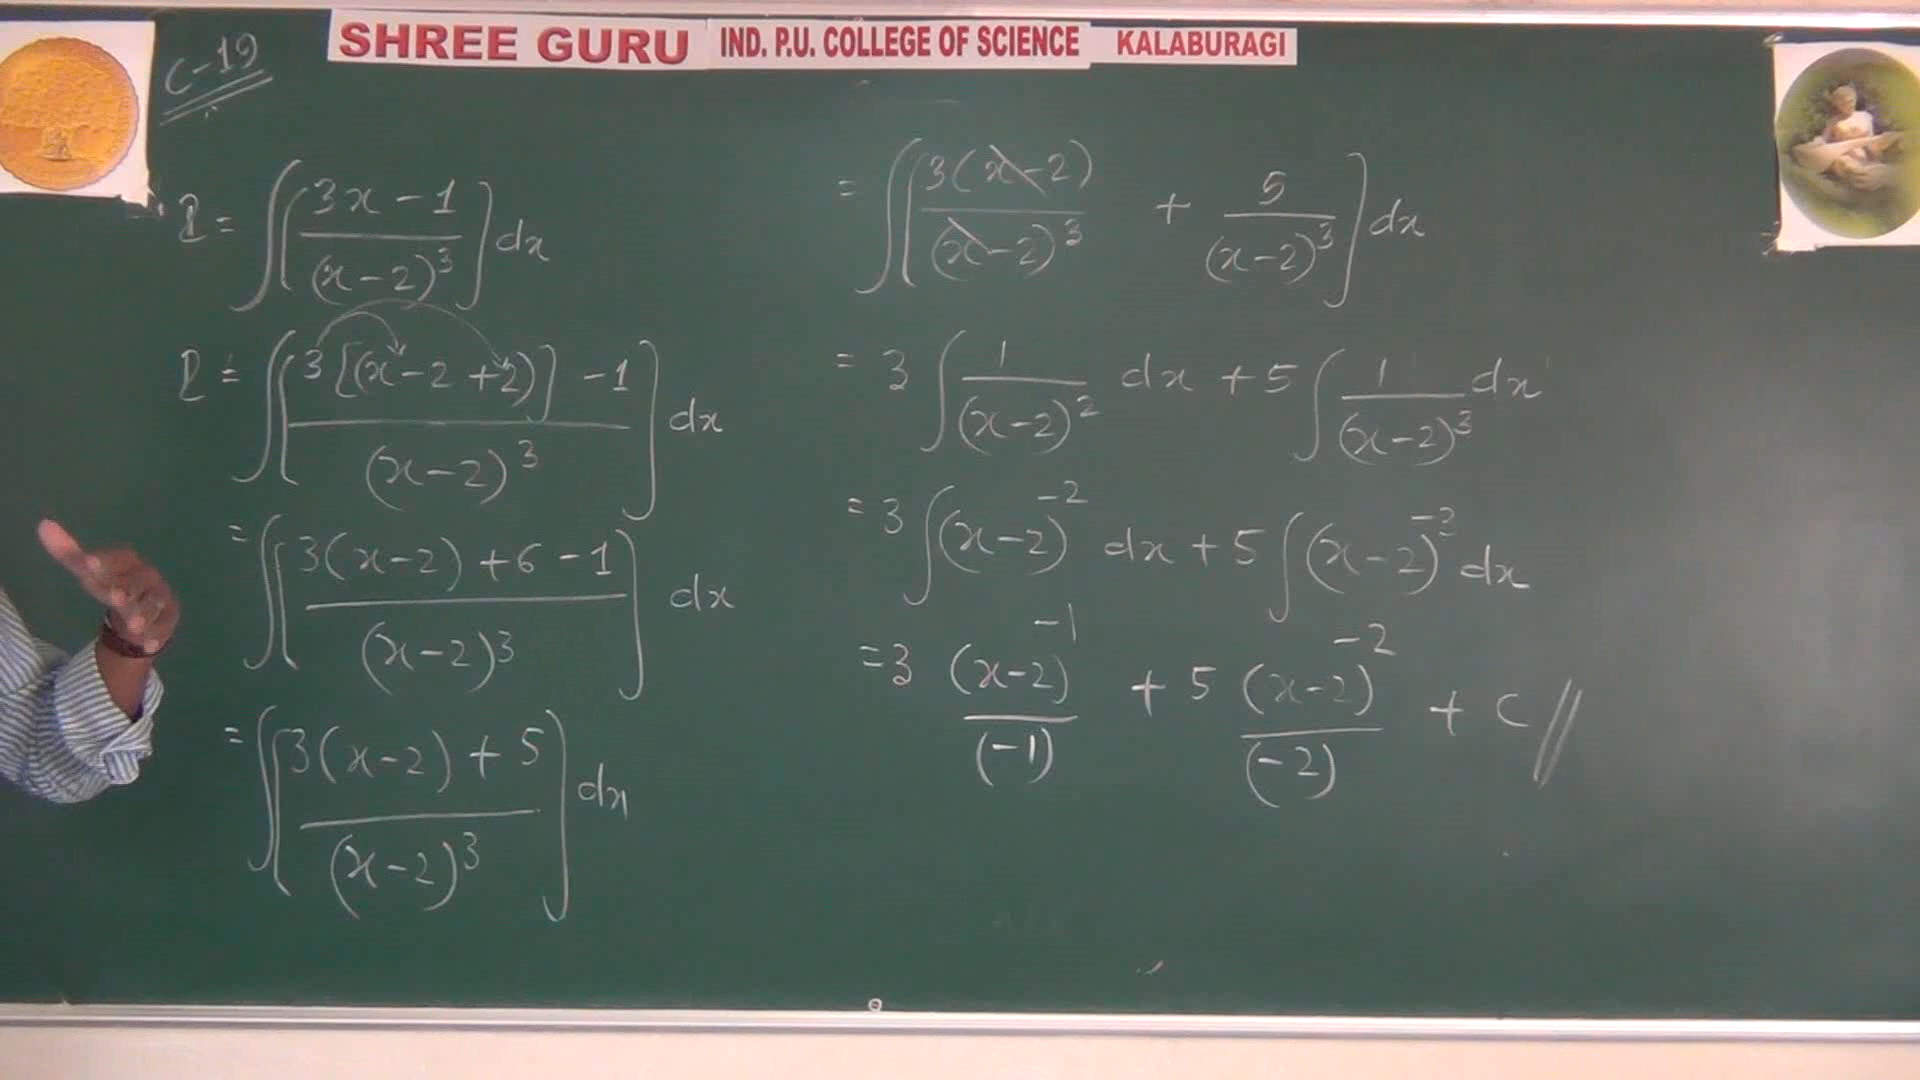 SHREE GURU IND. P.U. COLLEGE OF SCIENCE KALABURAGI
C-19
I = ∫[(3x-1)/(x-2)^3]dx
I = ∫[(3[(x-2+2)]-1)/(x-2)^3]dx
= ∫[(3(x-2)+6-1)/(x-2)^3]dx
= ∫[(3(x-2)+5)/(x-2)^3]dx
= ∫[3(x-2)/(x-2)^3 + 5/(x-2)^3]dx
= 3∫1/(x-2)^2 dx + 5∫1/(x-2)^3 dx
= 3∫(x-2)^-2 dx + 5∫(x-2)^-3 dx
= 3 (x-2)^-1/(-1) + 5 (x-2)^-2/(-2) + C //